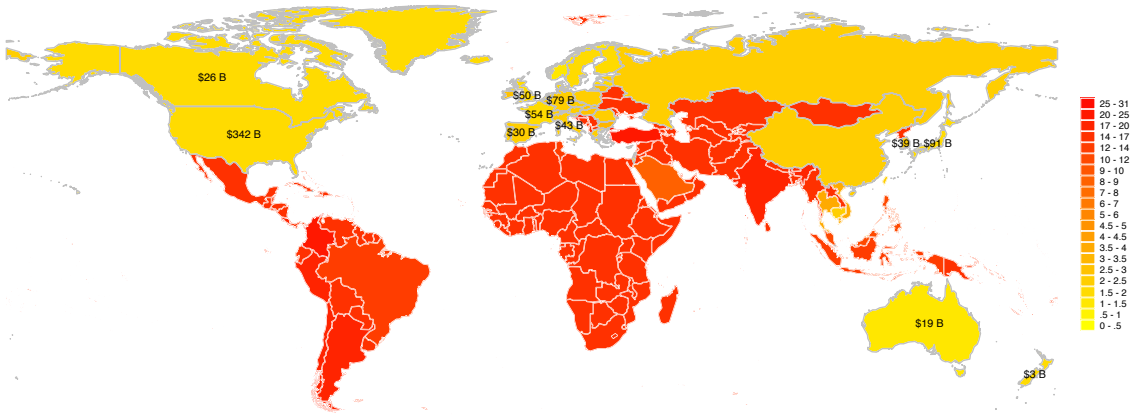 $26 B
$342 B
$50 B
$79 B
$54 B
$43 B
$30 B
$39 B $91 B
$19 B
$3 B
25 - 31
20 - 25
17 - 20
14 - 17
12 - 14
10 - 12
9 - 10
8 - 9
7 - 8
6 - 7
5 - 6
4.5 - 5
4 - 4.5
3.5 - 4
3 - 3.5
2.5 - 3
2 - 2.5
1.5 - 2
1 - 1.5
.5 - 1
0 - .5